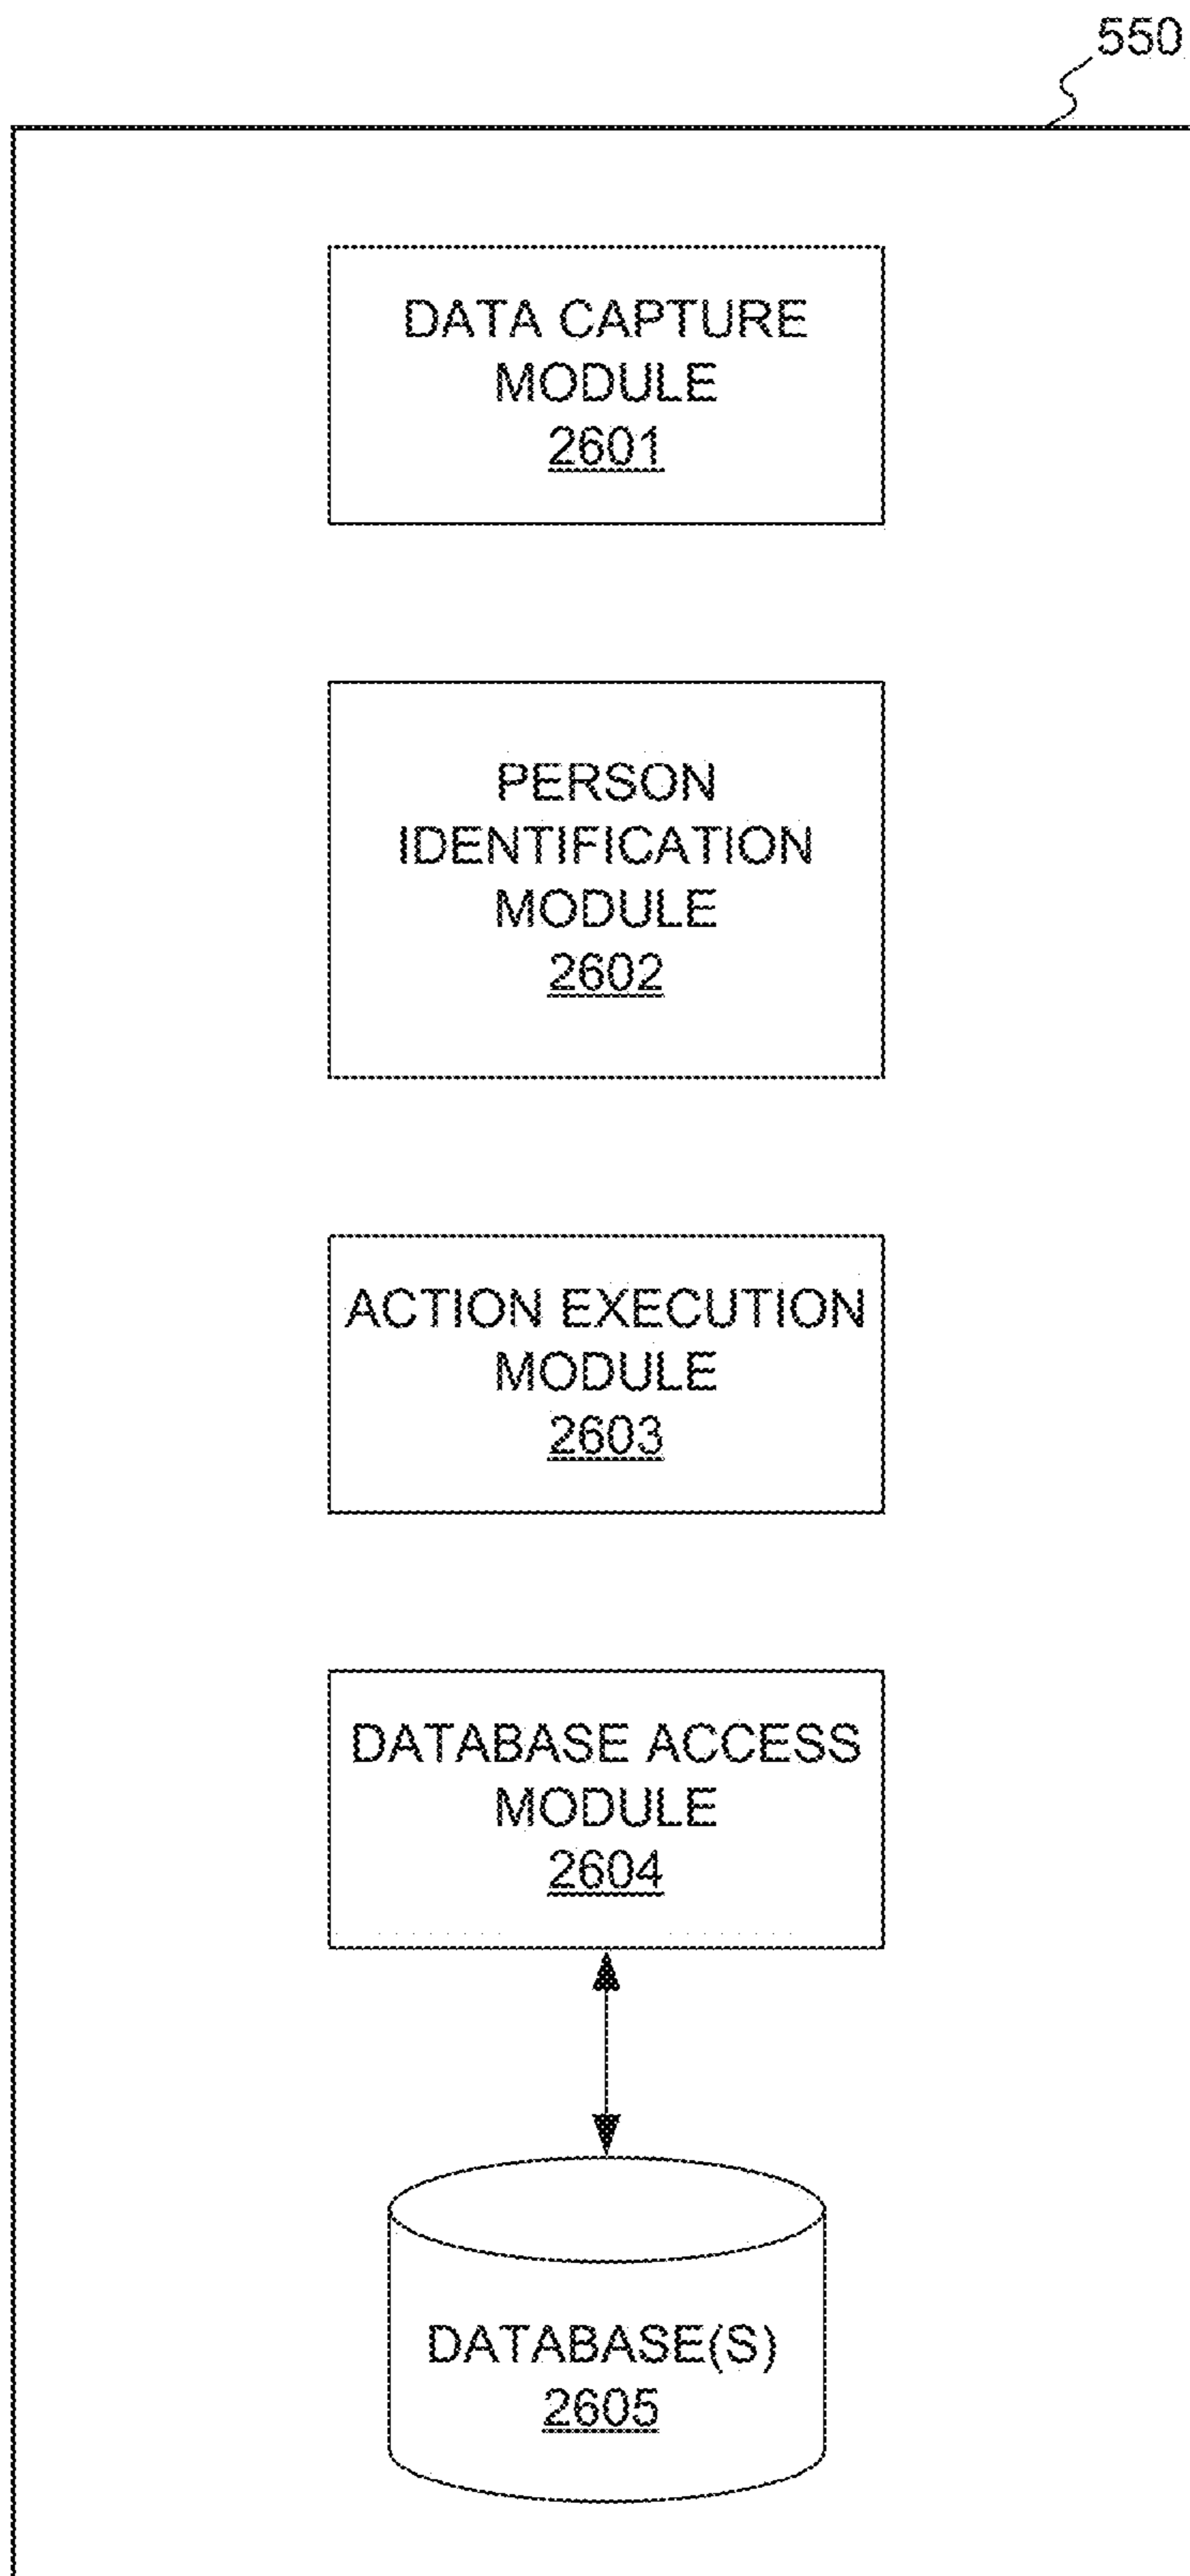 550
DATA CAPTURE
MODULE
2601
PERSON
IDENTIFICATION
MODULE
2602
ACTION EXECUTION
MODULE
2603
DATABASE ACCESS
MODULE
2604
DATABASE(S)
2605